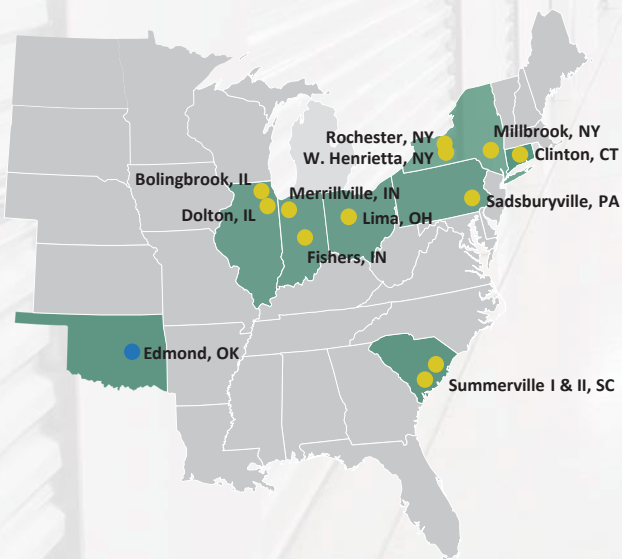 Rochester, NY
Millbrook, NY
W. Henrietta, NY
Clinton, CT
Bolingbrook, IL
Merrillville, IN
Sadsburyville, PA
Dolton, IL
Lima, OH
Fishers, IN
Edmond, OK
Summerville I & II, SC